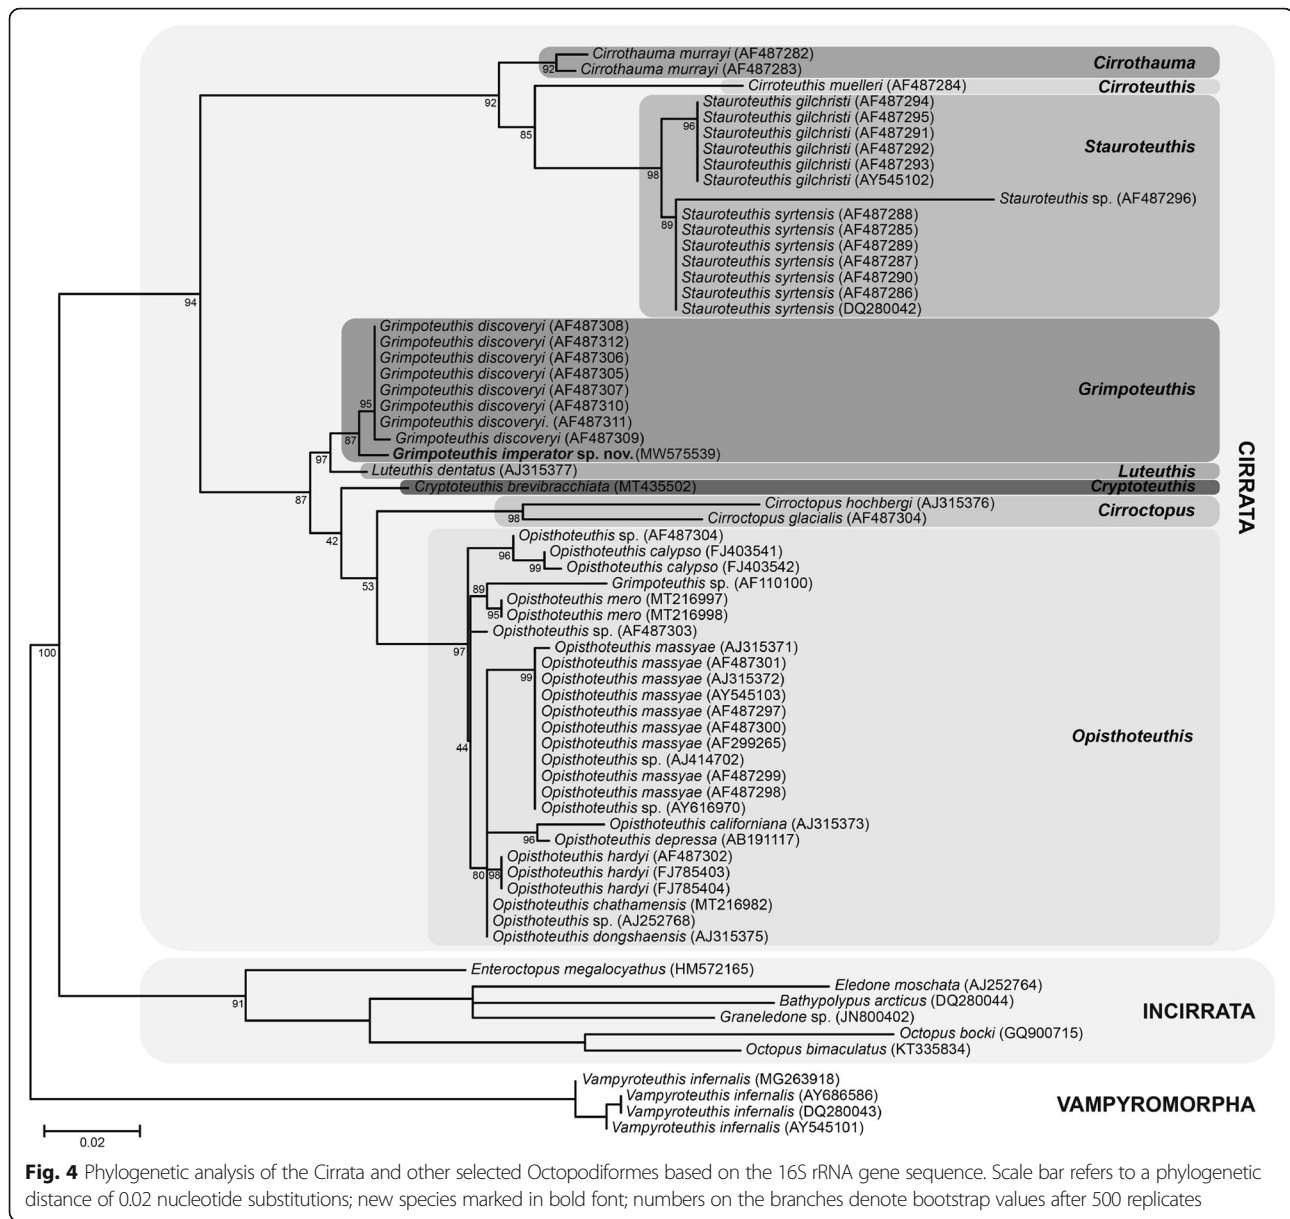 Cirrothauma murrayi (AF487282)
Cirrothauma murrayi (AF487283)
92
Cirrothauma
Cirroteuthis muelleri (AF487284)
Cirroteuthis
92
85
Stauroteuthis gilchristi (AF487294)
Stauroteuthis gilchristi (AF487295)
96
Stauroteuthis gilchristi (AF487291)
Stauroteuthis gilchristi (AF487292)
Stauroteuthis
Stauroteuthis gilchristi (AF487293)
98
Stauroteuthis gilchristi (AY545102)
Stauroteuthis sp. (AF487296)
Stauroteuthis syrtensis (AF487288)
89
Stauroteuthis syrtensis (AF487285)
Stauroteuthis syrtensis (AF487289)
Stauroteuthis syrtensis (AF487287)
Stauroteuthis syrtensis (AF487290)
Stauroteuthis syrtensis (AF487286)
94
Stauroteuthis syrtensis (DQ280042)
Grimpoteuthis discoveryi (AF487308)
Grimpoteuthis discoveryi (AF487312)
Grimpoteuthis discoveryi (AF487306)
Grimpoteuthis discoveryi (AF487305)
Grimpoteuthis discoveryi (AF487307)
Grimpoteuthis
95
Grimpoteuthis discoveryi (AF487310)
Grimpoteuthis discoveryi. (AF487311)
87
Grimpoteuthis discoveryi (AF487309)
Grimpoteuthis imperator sp. nov. (MW575539)
97
Luteuthis dentatus (AJ315377)
Luteuthis
Cryptoteuthis brevibracchiata (MT435502)
Cryptoteuthis
87
Cirroctopus hochbergi (AJ315376)
98
Cirroctopus glacialis (AF487304)
Cirroctopus
CIRRATA
42
53
Opisthoteuthis sp. (AF487304)
96
Opisthoteuthis calypso (FJ403541)
99
Opisthoteuthis calypso (FJ403542)
89
Grimpoteuthis sp. (AF110100)
Opisthoteuthis mero (MT216997)
95
Opisthoteuthis mero (MT216998)
Opisthoteuthis sp. (AF487303)
97
100
Opisthoteuthis massyae (AJ315371)
Opisthoteuthis massyae (AF487301)
99
Opisthoteuthis massyae (AJ315372)
Opisthoteuthis massyae (AY545103)
Opisthoteuthis massyae (AF487297)
Opisthoteuthis massyae (AF487300)
Opisthoteuthis
Opisthoteuthis massyae (AF299265)
44
Opisthoteuthis sp. (AJ414702)
Opisthoteuthis massyae (AF487299)
Opisthoteuthis massyae (AF487298)
Opisthoteuthis sp. (AY616970)
Opisthoteuthis californiana (AJ315373)
96
Opisthoteuthis depressa (AB191117)
Opisthoteuthis hardyi (AF487302)
80
98
Opisthoteuthis hardyi (FJ785403)
Opisthoteuthis hardyi (FJ785404)
Opisthoteuthis chathamensis (MT216982)
Opisthoteuthis sp. (AJ252768)
Opisthoteuthis dongshaensis (AJ315375)
Enteroctopus megalocyathus (HM572165)
Eledone moschata (AJ252764)
91
Bathypolypus arcticus (DQ280044)
Graneledone sp. (JN800402)
INCIRRATA
Octopus bocki (GQ900715)
Octopus bimaculatus (KT335834)
Vampyroteuthis infernalis (MG263918)
Vampyroteuthis infernalis (AY686586)
Vampyroteuthis infernalis (DQ280043)
Vampyroteuthis infernalis (AY545101)
VAMPYROMORPHA
0.02
Fig. 4 Phylogenetic analysis of the Cirrata and other selected Octopodiformes based on the 16S rRNA gene sequence. Scale bar refers to a phylogenetic
distance of 0.02 nucleotide substitutions; new species marked in bold font; numbers on the branches denote bootstrap values after 500 replicates